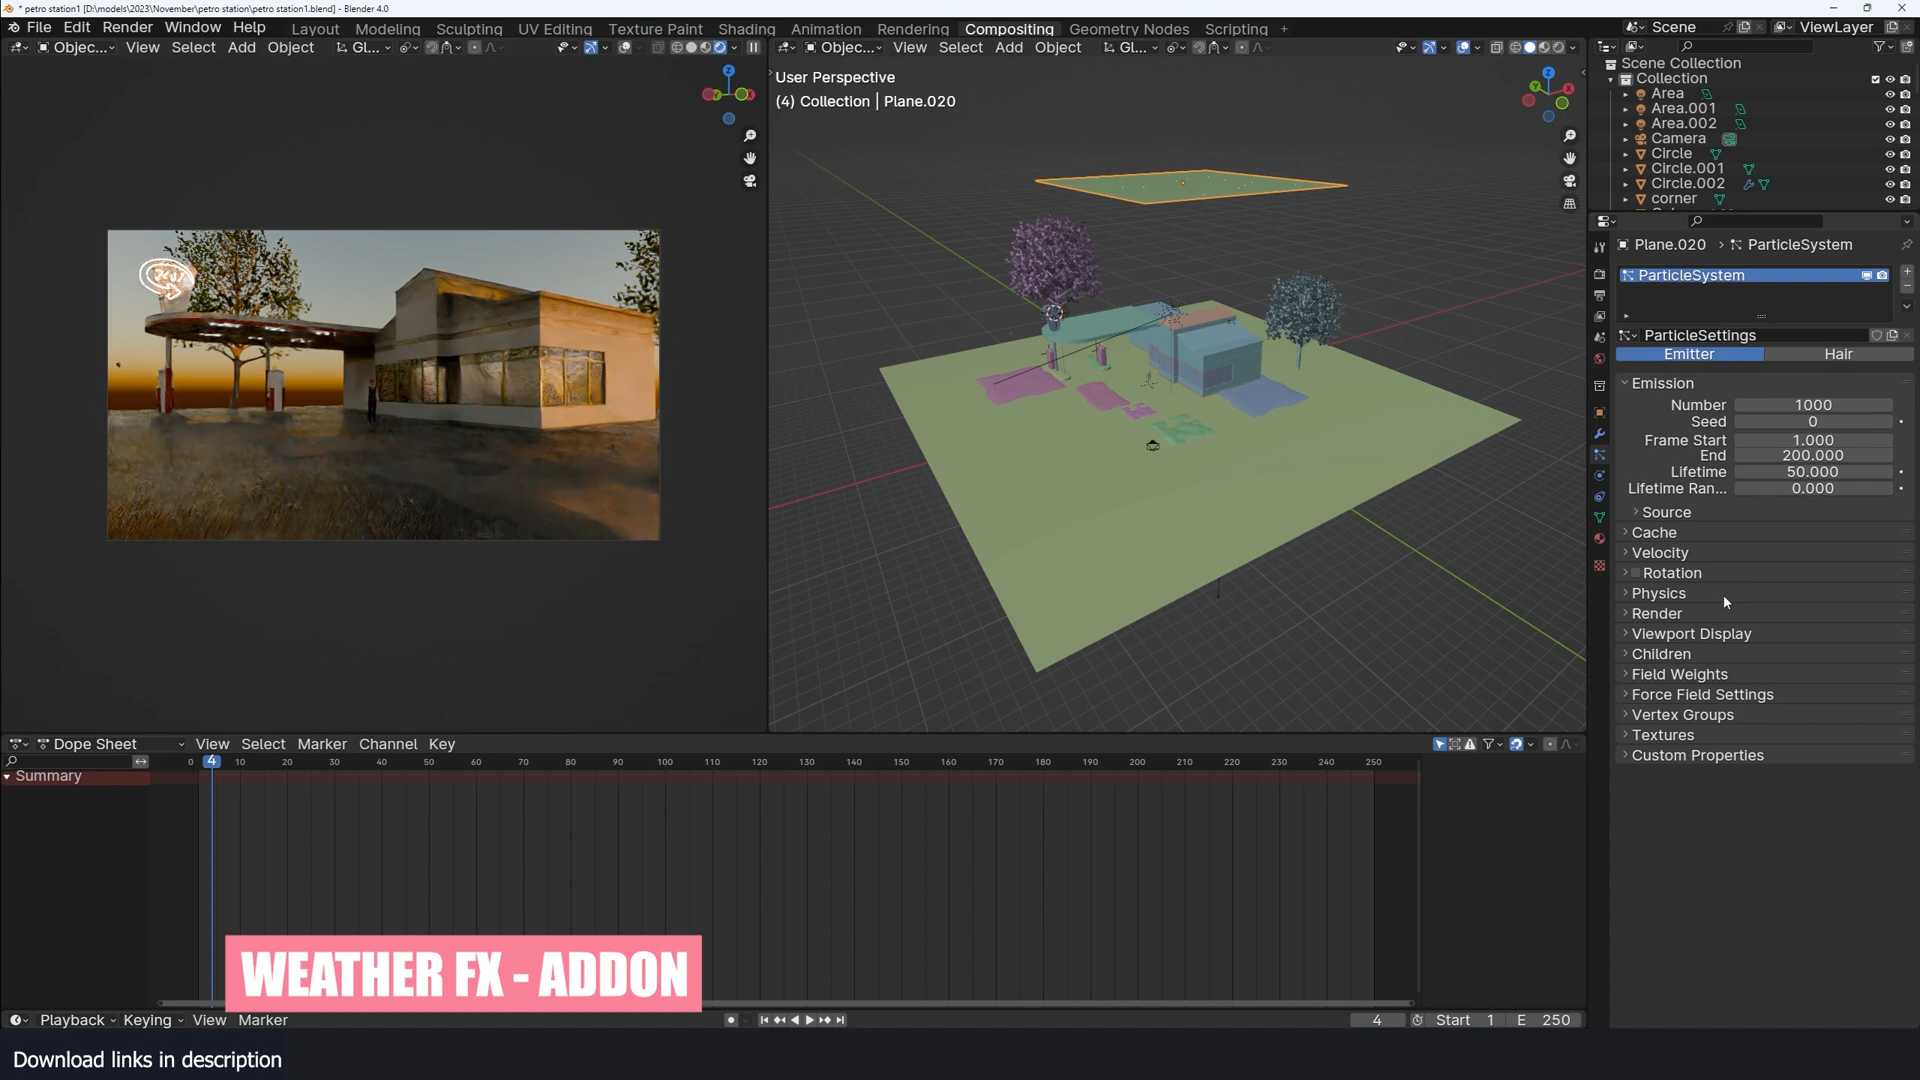 * petro station1 [D:\models\2023\November\petro station\petro station1.blend] - Blender 4.0
File Edit Render Window Help
Layout Modeling Sculpting UV Editing Texture Paint Shading Animation Rendering Compositing Geometry Nodes Scripting +
Scene
ViewLayer
Objec... View Select Add Object Gl...
Objec... View Select Add Object Gl...
User Perspective
(4) Collection | Plane.020
Scene Collection
Collection
Area
Area.001
Area.002
Camera
Circle
Circle.001
Circle.002
corner
Plane.020 > ParticleSystem
ParticleSystem
ParticleSettings
Emitter Hair
Emission
Number 1000
Seed 0
Frame Start 1.000
End 200.000
Lifetime 50.000
Lifetime Ran... 0.000
Source
Cache
Velocity
Rotation
Physics
Render
Viewport Display
Children
Field Weights
Force Field Settings
Vertex Groups
Textures
Custom Properties
Dope Sheet View Select Marker Channel Key
0 4 10 20 30 40 50 60 70 80 90 100 110 120 130 140 150 160 170 180 190 200 210 220 230 240 250
Summary
WEATHER FX - ADDON
Playback Keying View Marker
4 Start 1 E 250
Download links in description